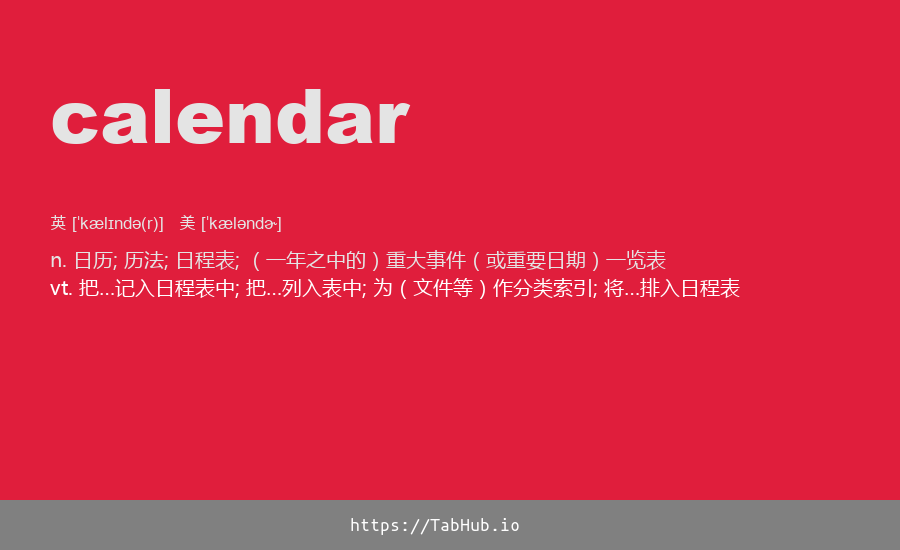 calendar
英 [ˈkælɪndə(r)] 美 [ˈkæləndɚ]
n. 日历; 历法; 日程表; （一年之中的）重大事件（或重要日期）一览表
vt. 把...记入日程表中; 把...列入表中; 为（文件等）作分类索引; 将...排入日程表
https://TabHub.io